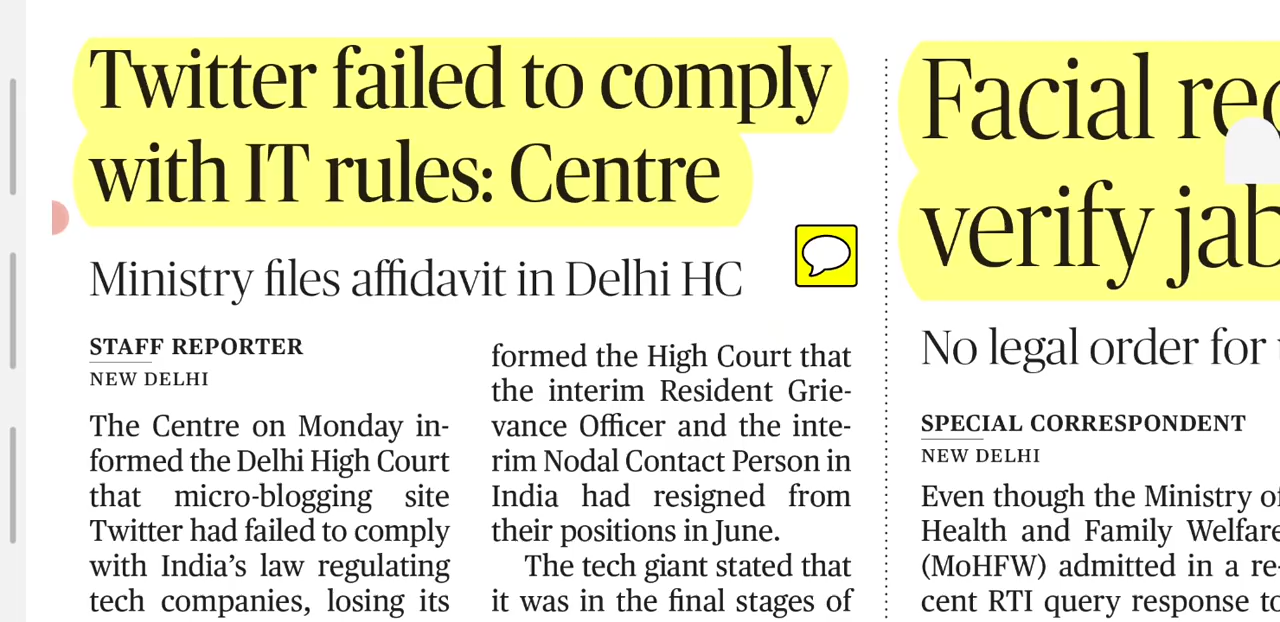 Twitter failed to comply
with IT rules: Centre
Ministry files affidavit in Delhi HC
STAFF REPORTER
NEW DELHI
The Centre on Monday in-
formed the Delhi High Court
that micro-blogging site
Twitter had failed to comply
with India’s law regulating
tech companies, losing its
formed the High Court that
the interim Resident Grie-
vance Officer and the inte-
rim Nodal Contact Person in
India had resigned from
their positions in June.
The tech giant stated that
it was in the final stages of
Facial
verify jab
No legal order for
SPECIAL CORRESPONDENT
NEW DELHI
Even though the Ministry of
Health and Family Welfare
(MoHFW) admitted in a re-
cent RTI query response to